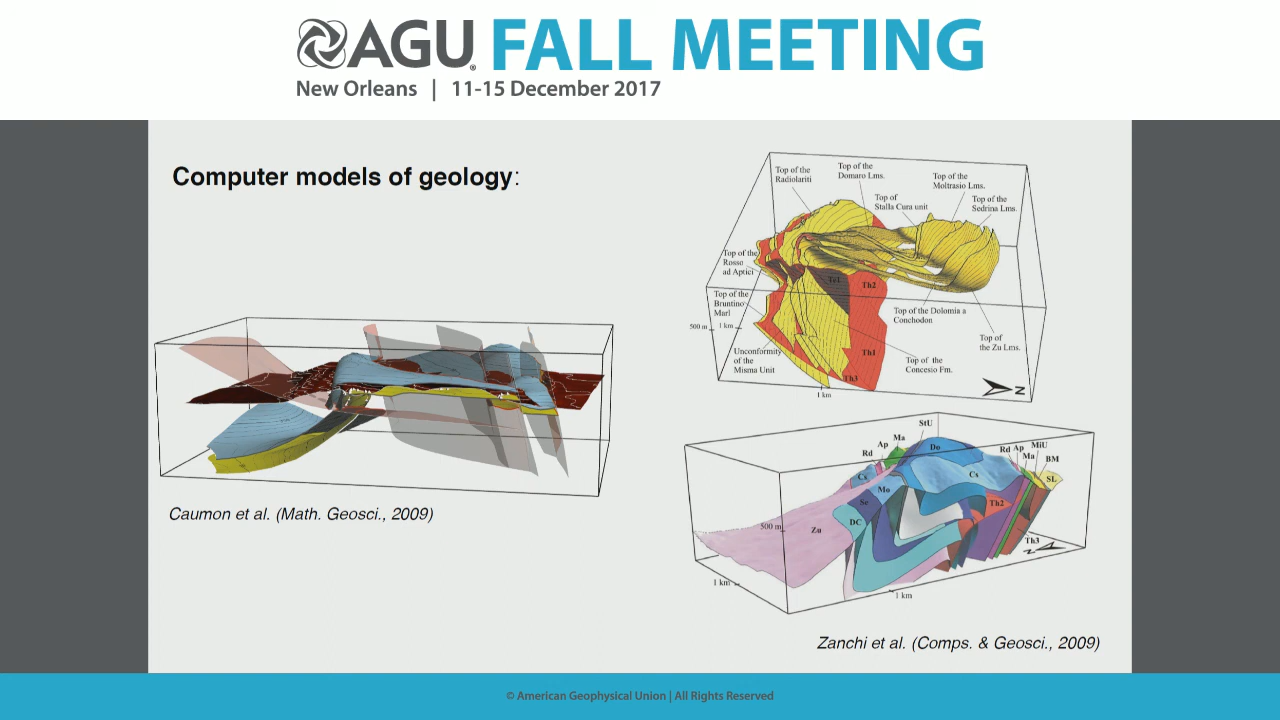 AGU FALL MEETING
New Orleans | 11-15 December 2017
Computer models of geology:
Top of the
Radiolariti
Top of the
Domaro Lms.
Top of
Stalla Cura unit
Top of the
Moltrasio Lms.
Top of the
Sedrina Lms.
Top of the
Rosso
ad Aptici
Top of the
Bruntino
Marl
500 m
1 km
Unconformity
of the
Misma Unit
Th2
Th1
Th3
Top of the Dolomia a
Conchodon
Top of the
Concesio Fm.
Top of
the Zu Lms.
1 km
N
Caumon et al. (Math. Geosci., 2009)
StU
Ma
Ap
Rd
Do
Rd
Ap
MiU
Ma
BM
Cs
Cs
SL
Mo
Se
Th2
DC
500 m
Zu
Th3
N
1 km
1 km
Zanchi et al. (Comps. & Geosci., 2009)
© American Geophysical Union | All Rights Reserved